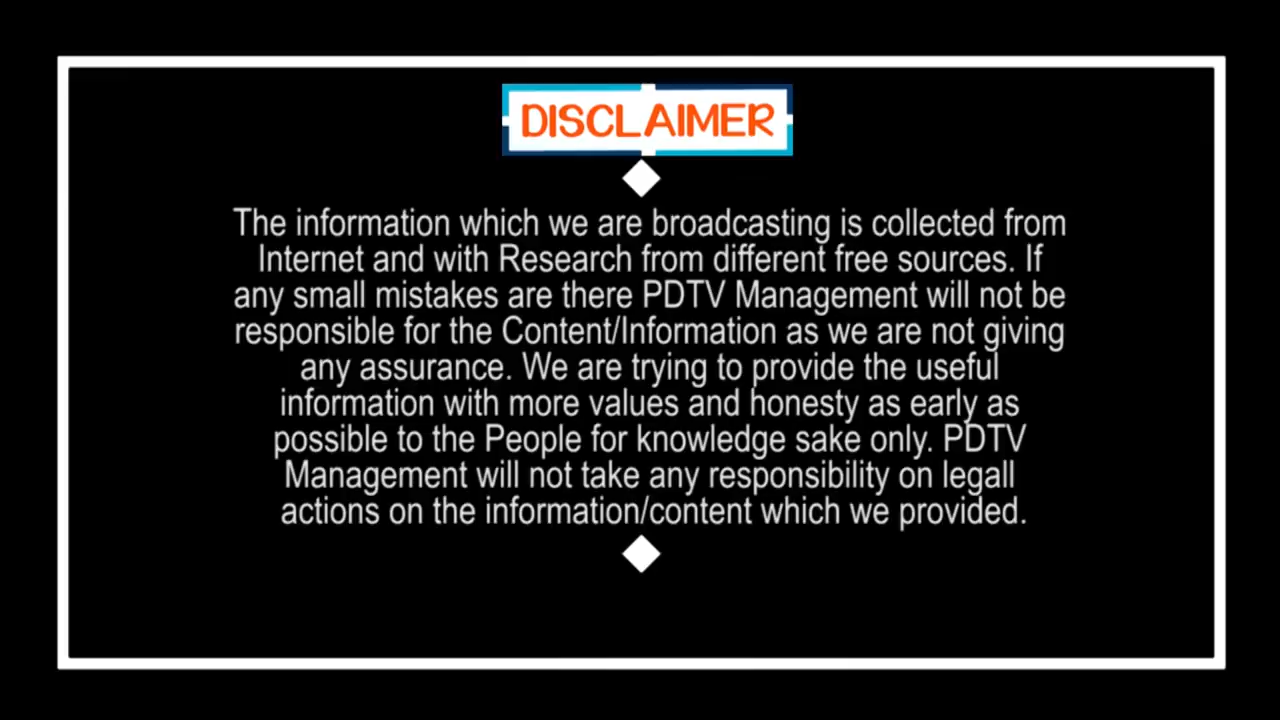 DISCLAIMER
The information which we are broadcasting is collected from
Internet and with Research from different free sources. If
any small mistakes are there PDTV Management will not be
responsible for the Content/Information as we are not giving
any assurance. We are trying to provide the useful
information with more values and honesty as early as
possible to the People for knowledge sake only. PDTV
Management will not take any responsibility on legall
actions on the information/content which we provided.